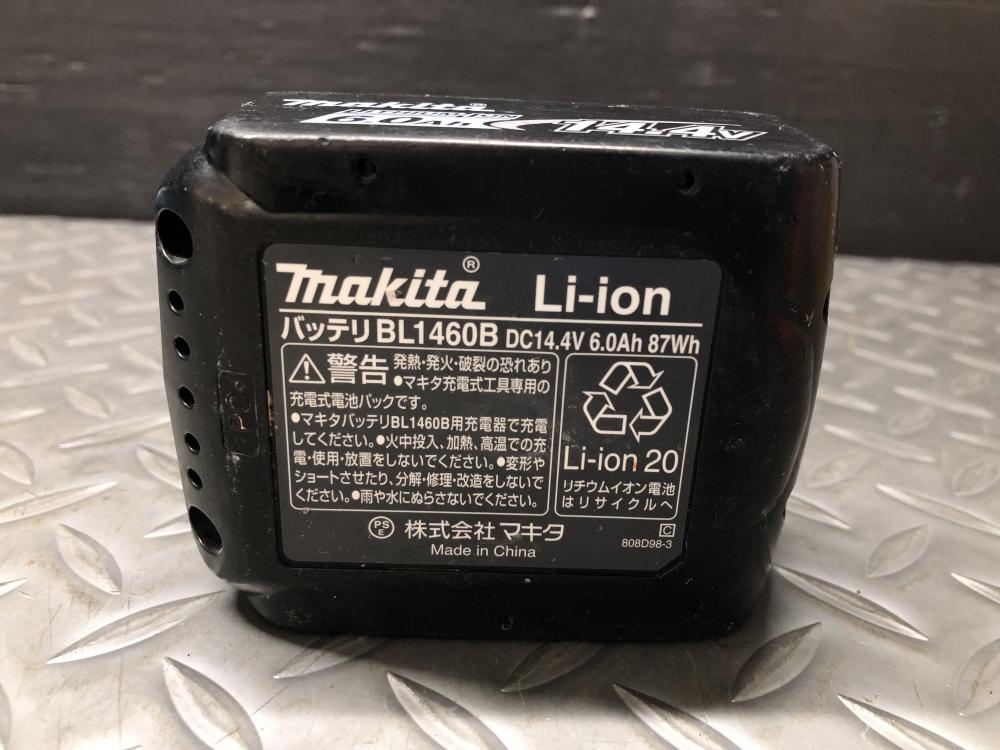 makita®
makita® Li-ion
バッテリ BL1460B DC14.4V 6.0Ah 87Wh
警告 発熱・発火・破裂の恐れあり
●マキタ充電式工具専用の
充電式電池パックです。
●マキタバッテリBL1460B用充電器で充電
してください。●火中投入、加熱、高温での充
電・使用・放置をしないでください。●変形や
ショートさせたり、分解・修理・改造をしないで
ください。●雨や水にぬらさないでください。
Li-ion 20
リチウムイオン電池
はリサイクルへ
PSE 株式会社 マキタ
Made in China
C
808D98-3